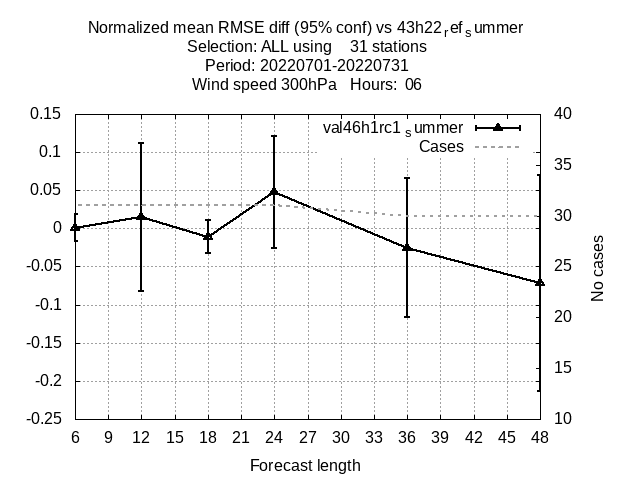 Normalized mean RMSE diff (95% conf) vs 43h22refsummer
Selection: ALL using    31 stations
Period: 20220701-20220731
Wind speed 300hPa   Hours:  06
val46h1rc1summer
Cases
0.15
0.1
0.05
0
-0.05
-0.1
-0.15
-0.2
-0.25
40
35
30
25
20
15
10
No cases
6 9 12 15 18 21 24 27 30 33 36 39 42 45 48
Forecast length